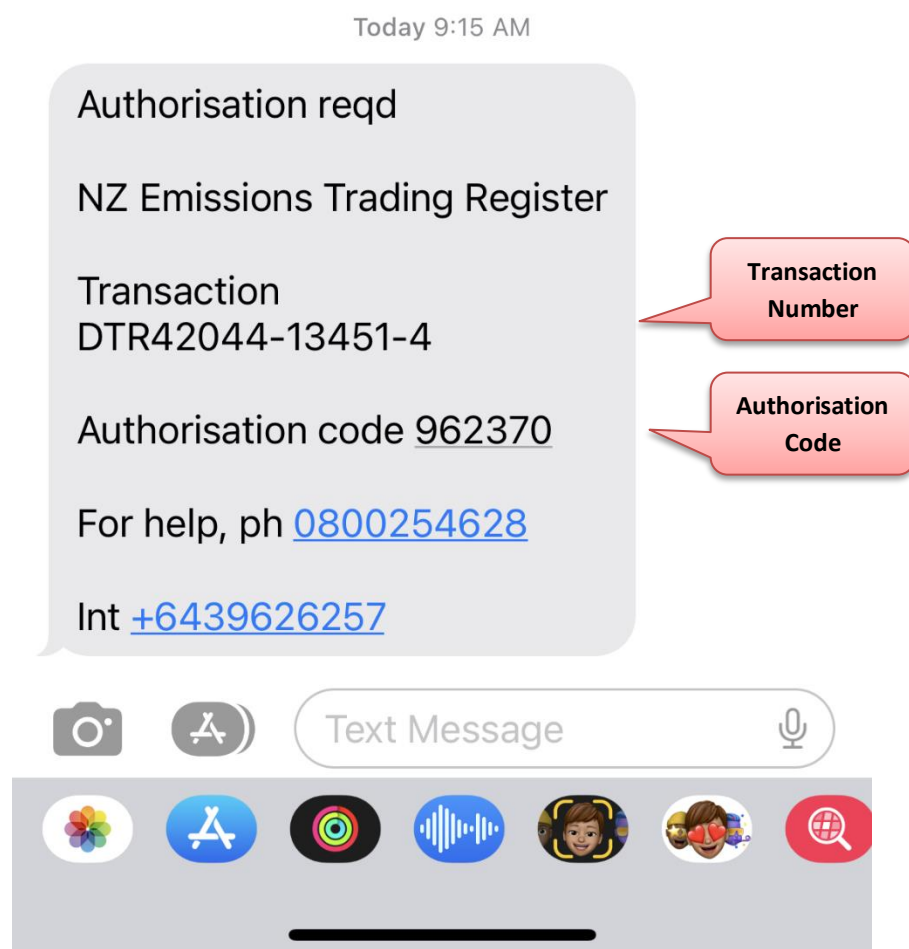 Today 9:15 AM
Authorisation reqd
NZ Emissions Trading Register
Transaction
DTR42044-13451-4
Transaction
Number
Authorisation code 962370
Authorisation
Code
For help, ph 0800254628
Int +6439626257
Text Message